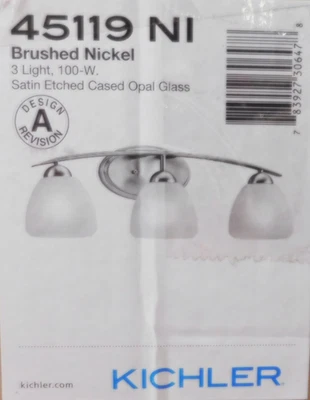 45119 NI
Brushed Nickel
3 Light, 100-W.
Satin Etched Cased Opal Glass
DESIGN
A
REVISION
7 83927 30647 8
kichler.com
KICHLER®